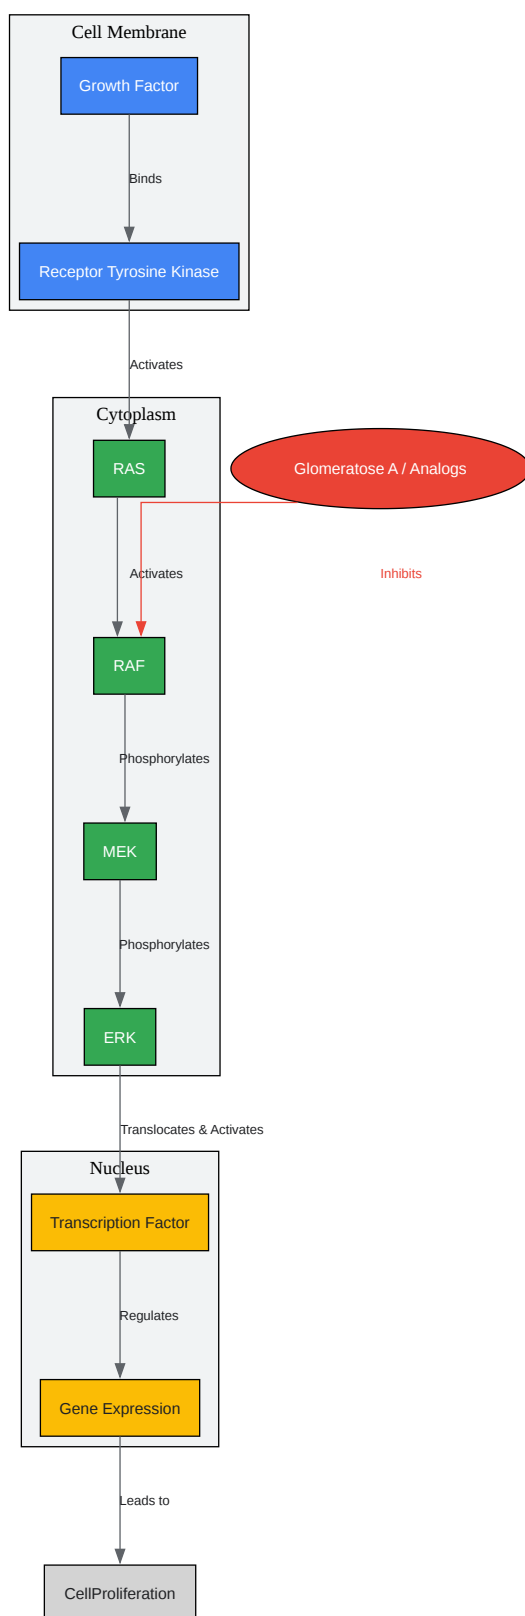 Cell Membrane
Growth Factor
Binds
Receptor Tyrosine Kinase
Activates
Cytoplasm
RAS
Glomeratose A / Analogs
Activates
Inhibits
RAF
Phosphorylates
MEK
Phosphorylates
ERK
Translocates & Activates
Nucleus
Transcription Factor
Regulates
Gene Expression
Leads to
CellProliferation